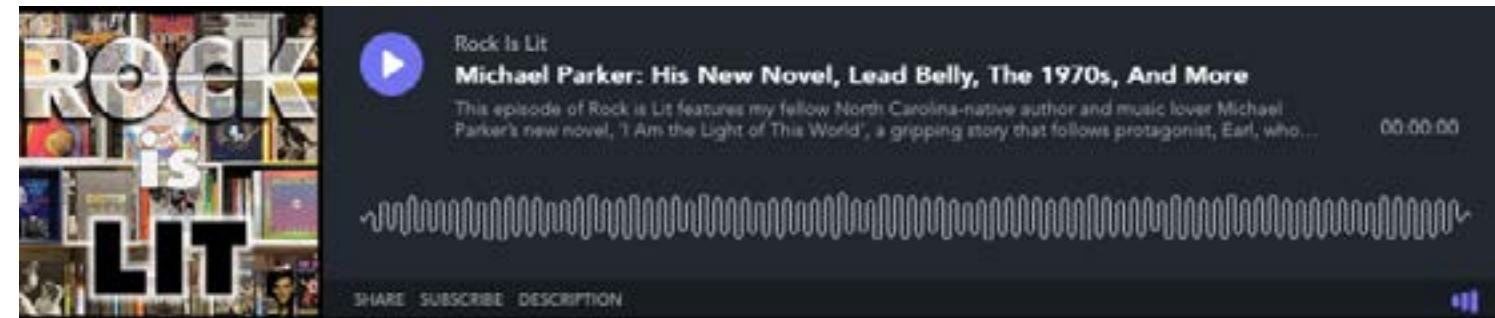 ROCK
is
LIT
Rock Is Lit
Michael Parker: His New Novel, Lead Belly, The 1970s, And More
This episode of Rock is Lit features my fellow North Carolina-native author and music lover Michael
Parker's new novel, 'I Am the Light of This World', a gripping story that follows protagonist, Earl, who...
00:00:00
SHARE SUBSCRIBE DESCRIPTION